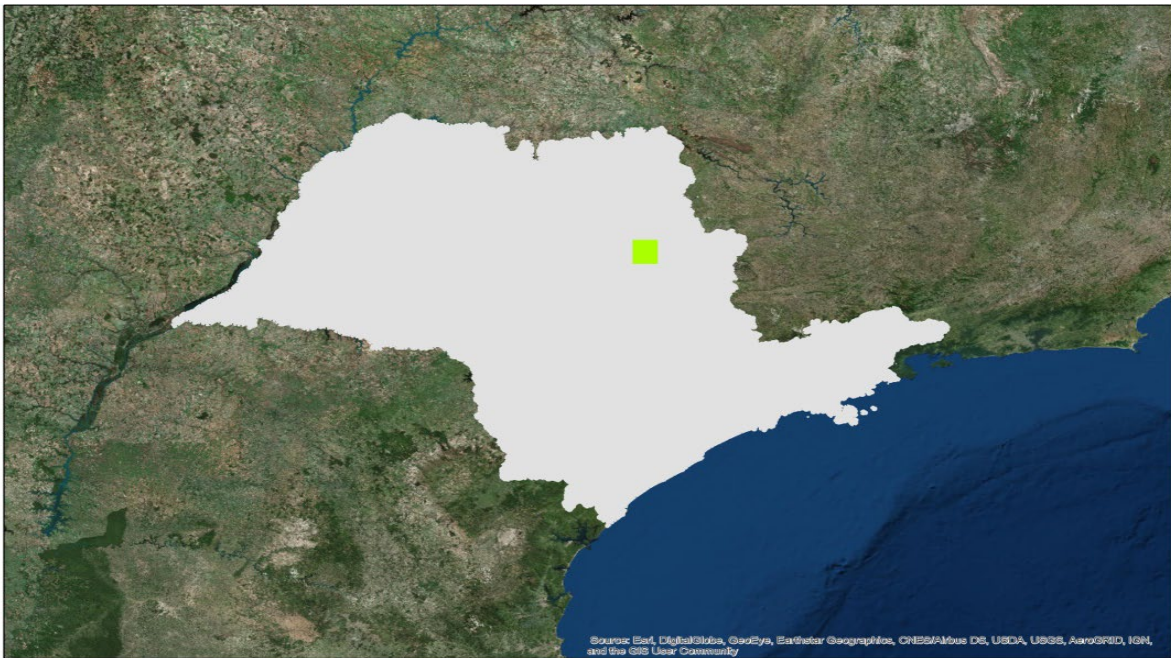 Source: Esri, DigitalGlobe, GeoEye, Earthstar Geographics, CNES/Airbus DS, USDA, USGS, AeroGRID, IGN,
and the GIS User Community